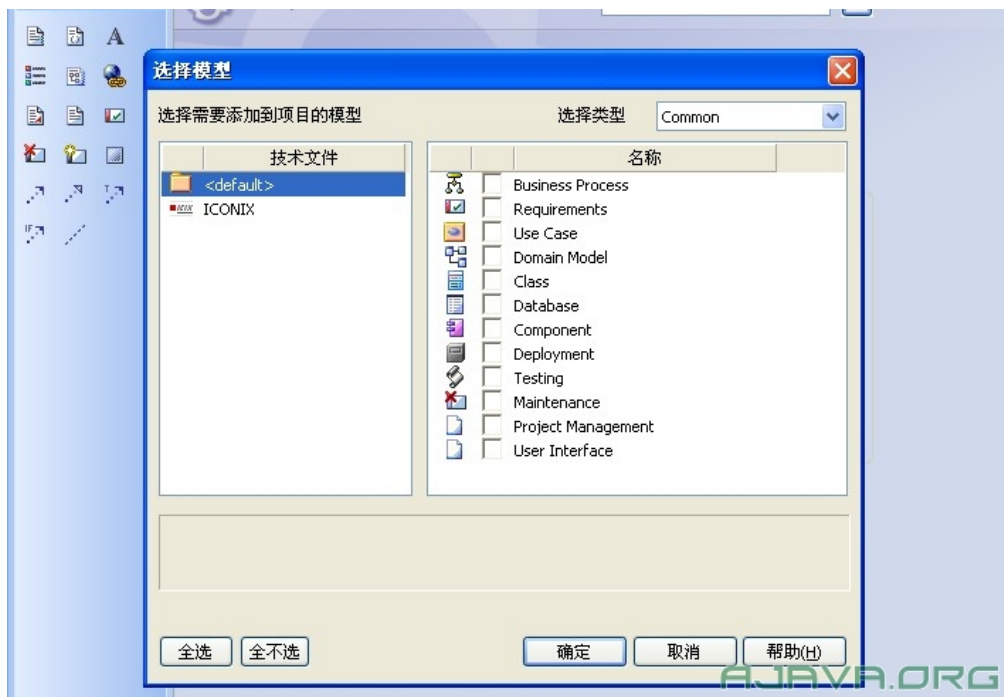 A
选择模型
选择需要添加到项目的模型
选择类型
Common
技术文件
名称
<default>
ICONIX
Business Process
Requirements
Use Case
Domain Model
Class
Database
Component
Deployment
Testing
Maintenance
Project Management
User Interface
全选
全不选
确定
取消
帮助(H)
AJAVA.ORG